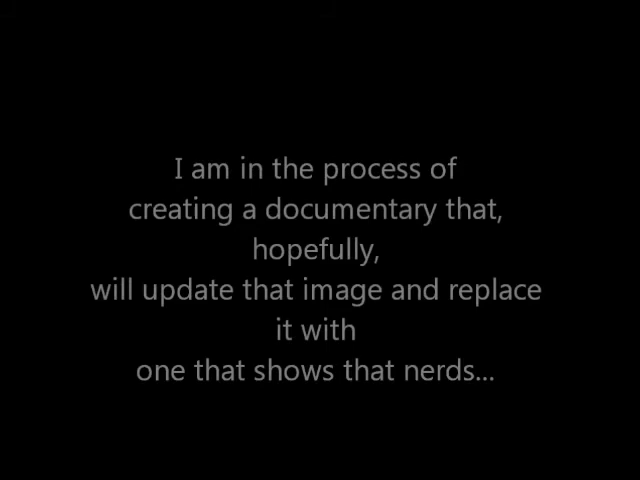 I am in the process of
creating a documentary that,
hopefully,
will update that image and replace
it with
one that shows that nerds...